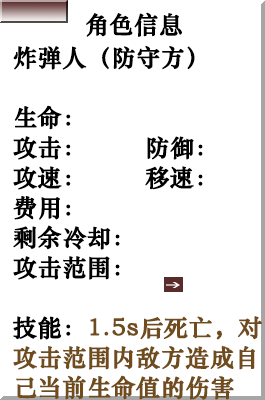 角色信息
炸弹人（防守方）
生命：
攻击： 防御：
攻速： 移速：
费用：
剩余冷却：
攻击范围：
技能：1.5s后死亡，对
攻击范围内敌方造成自
己当前生命值的伤害